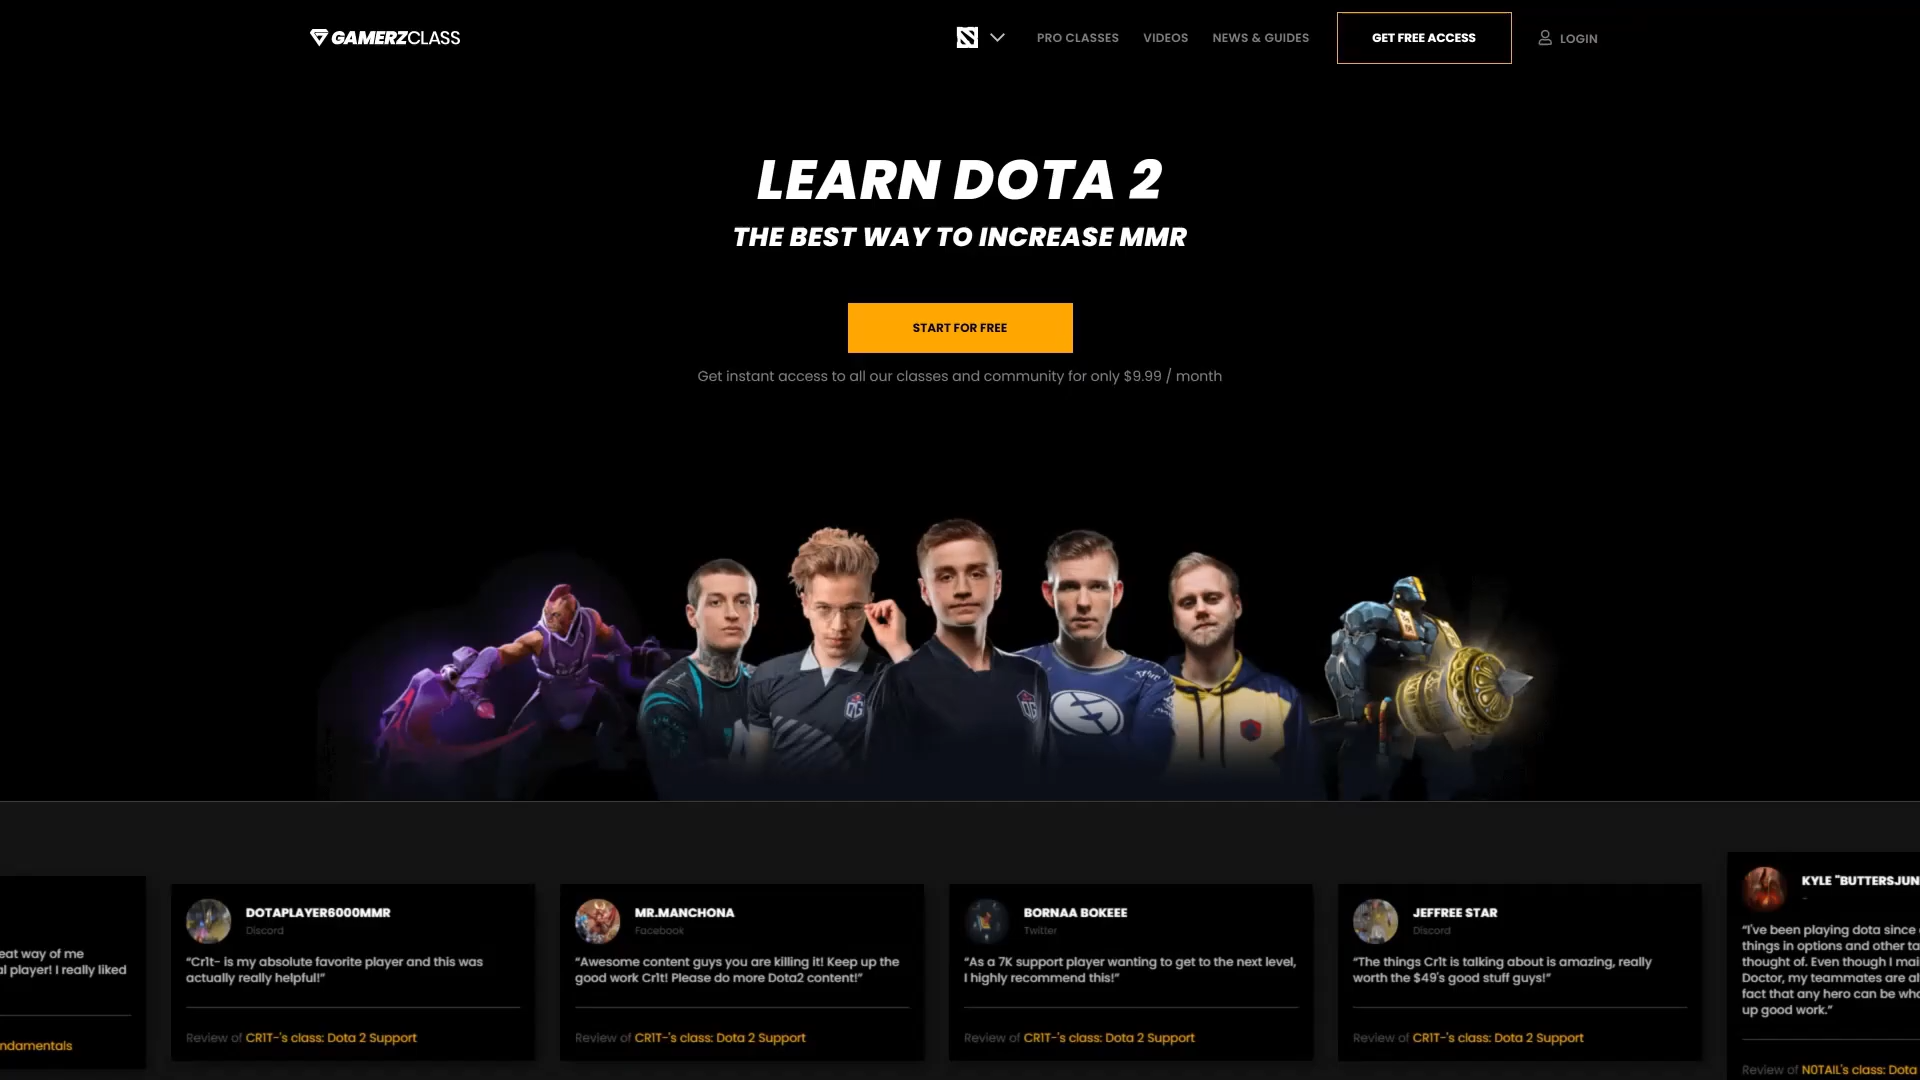 GAMERZCLASS
PRO CLASSES
VIDEOS
NEWS & GUIDES
GET FREE ACCESS
LOGIN
LEARN DOTA 2
THE BEST WAY TO INCREASE MMR
START FOR FREE
Get instant access to all our classes and community for only $9.99 / month
OG
OG
eat way of me
al player! I really liked
ndamentals
DOTAPLAYER6000MMR
Discord
“Cr1t- is my absolute favorite player and this was
actually really helpful!”
Review of CR1T-'s class: Dota 2 Support
MR.MANCHONA
Facebook
“Awesome content guys you are killing it! Keep up the
good work Cr1t! Please do more Dota2 content!”
Review of CR1T-'s class: Dota 2 Support
BORNAA BOKEEE
Twitter
“As a 7K support player wanting to get to the next level,
I highly recommend this!”
Review of CR1T-'s class: Dota 2 Support
JEFFREE STAR
Discord
“The things Cr1t is talking about is amazing, really
worth the $49's good stuff guys!”
Review of CR1T-'s class: Dota 2 Support
KYLE "BUTTERSJUN
-
“I've been playing dota since
things in options and other ta
thought of. Even though I mai
Doctor, my teammates are al
fact that any hero can be who
up good work.”
Review of N0TAIL's class: Dota